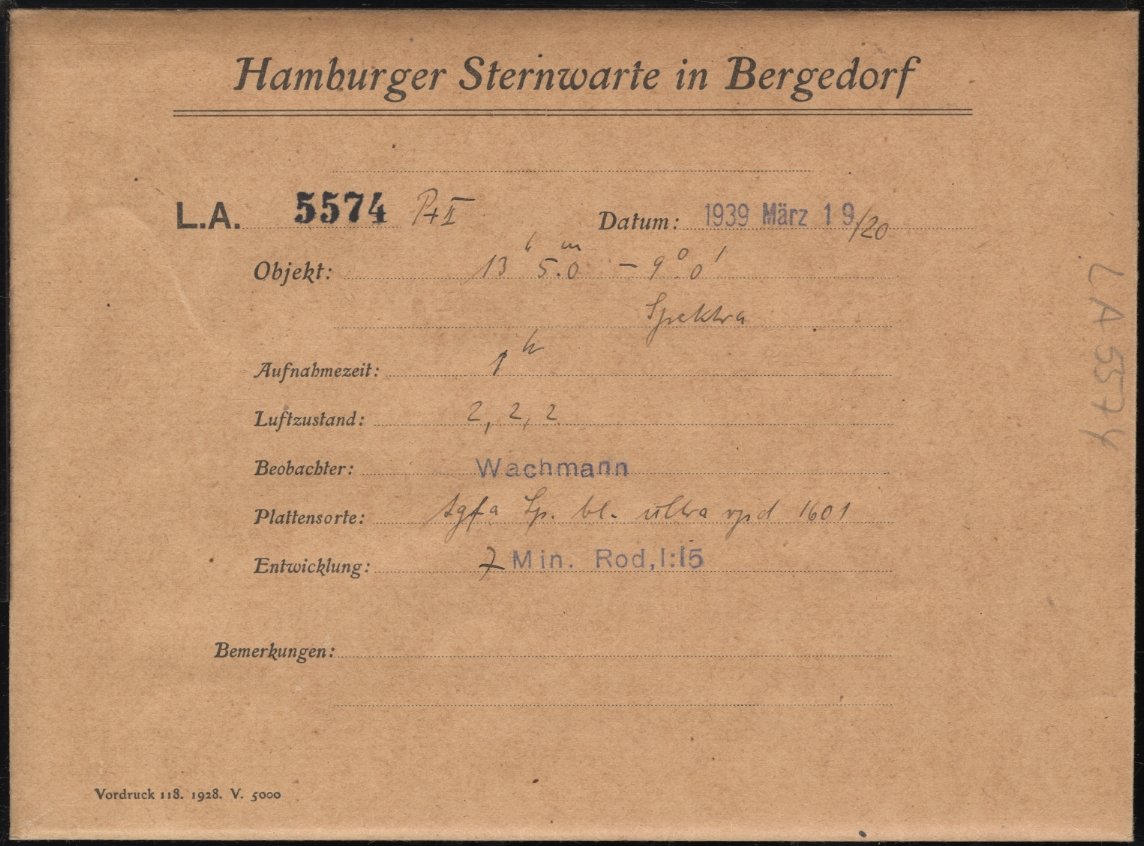 Hamburger Sternwarte in Bergedorf
L.A. 5574 P+II Datum: 1939 März 19/20
Objekt: 13ʰ 5.0ᵐ – 9° 0'
Spektra
Aufnahmezeit: 1ʰ
Luftzustand: 2, 2, 2
Beobachter: Wachmann
Plattensorte: Agfa Sp. bl. ultra rpd 1601
Entwicklung: 7 Min. Rod, 1:15
Bemerkungen:
Vordruck 118. 1928. V. 5000
LA 5574